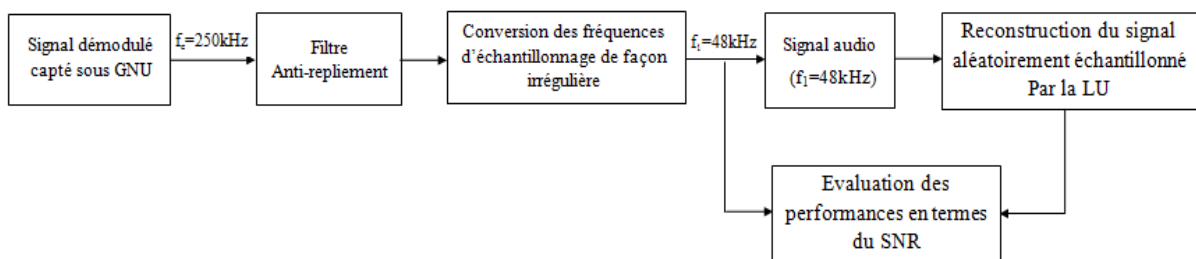 Signal démodulé
capté sous GNU
fe=250kHz
Filtre
Anti-repliement
Conversion des fréquences
d'échantillonnage de façon
irrégulière
f1=48kHz
Signal audio
(f1=48kHz)
Reconstruction du signal
aléatoirement échantillonné
Par la LU
Evaluation des
performances en termes
du SNR